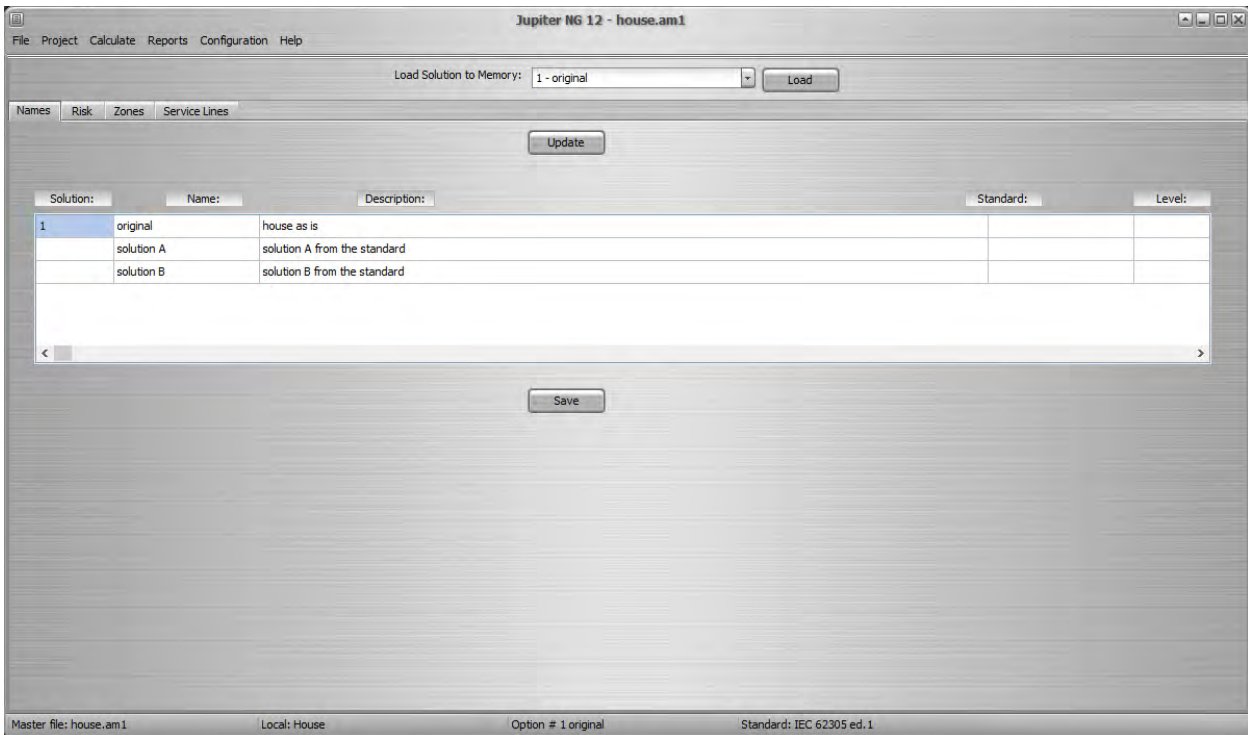 Jupiter NG 12 - house.am1
File Project Calculate Reports Configuration Help
Load Solution to Memory: 1 - original Load
Names Risk Zones Service Lines
Update
Solution: Name: Description: Standard: Level:
1 original house as is
solution A solution A from the standard
solution B solution B from the standard
Save
Master file: house.am1 Local: House Option # 1 original Standard: IEC 62305 ed.1